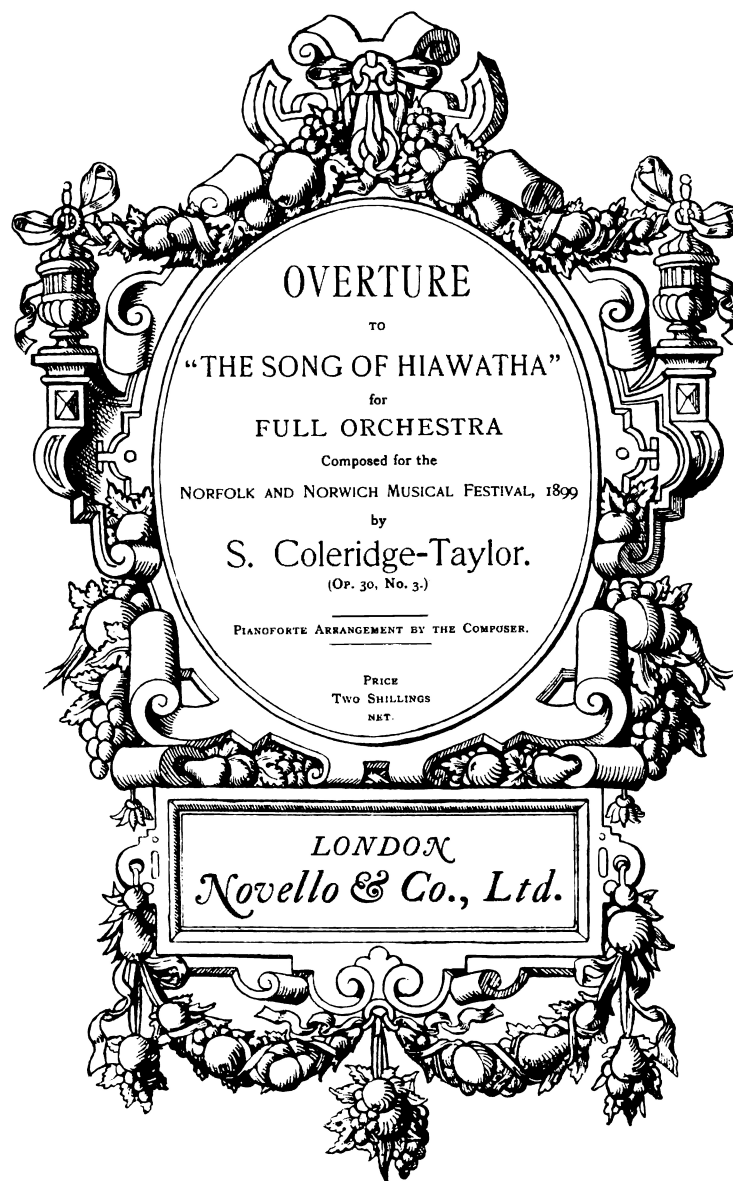 OVERTURE
TO
“THE SONG OF HIAWATHA”
for
FULL ORCHESTRA
Composed for the
NORFOLK AND NORWICH MUSICAL FESTIVAL, 1899
by
S. Coleridge-Taylor.
(OP. 30, NO. 3.)
PIANOFORTE ARRANGEMENT BY THE COMPOSER.
PRICE
TWO SHILLINGS
NET.
LONDON
Novello & Co., Ltd.